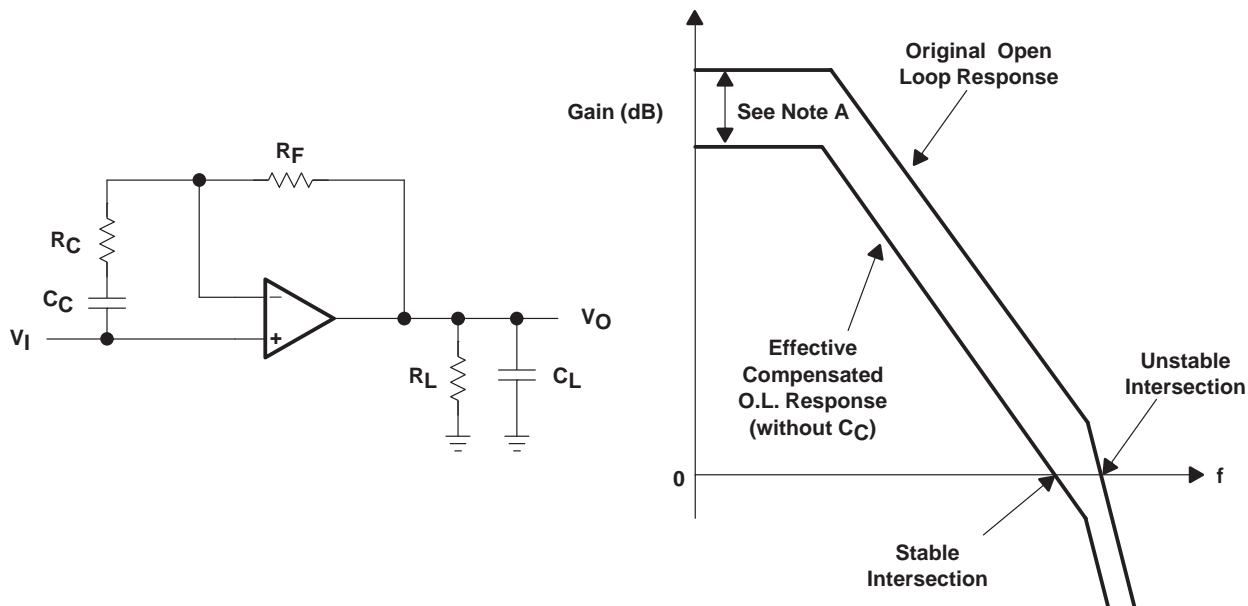 R_F
R_C
C_C
V_I
−
+
R_L
C_L
V_O
Gain (dB)
See Note A
Original Open
Loop Response
Effective
Compensated
O.L. Response
(without C_C)
Unstable
Intersection
0
f
Stable
Intersection